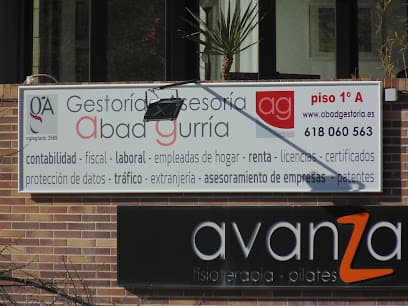 gA
Gestoría Asesoría
abad gurría
ag
piso 1º A
www.abadgestoria.com
618 060 563
contabilidad - fiscal - laboral - empleadas de hogar - renta - licencias - certificados
protección de datos - tráfico - extranjería - asesoramiento de empresas - patentes
avanza
fisioterapia - pilates